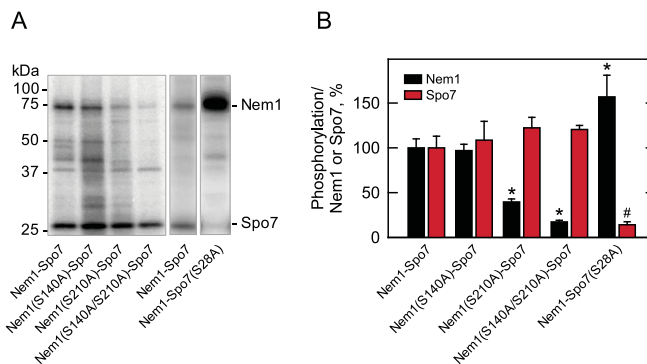 A
kDa
100
75
50
37
25
Nem1
Spo7
Nem1-Spo7
Nem1(S140A)-Spo7
Nem1(S210A)-Spo7
Nem1(S140A/S210A)-Spo7
Nem1-Spo7
Nem1-Spo7(S28A)
B
Phosphorylation/
Nem1 or Spo7, %
150
100
50
0
Nem1
Spo7
*
*
*
#
Nem1-Spo7
Nem1(S140A)-Spo7
Nem1(S210A)-Spo7
Nem1(S140A/S210A)-Spo7
Nem1-Spo7(S28A)